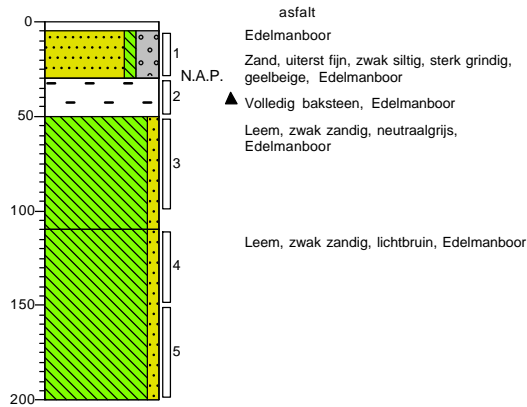 asfalt
0
Edelmanboor
1
Zand, uiterst fijn, zwak siltig, sterk grindig,
geelbeige, Edelmanboor
N.A.P.
2
Volledig baksteen, Edelmanboor
50
Leem, zwak zandig, neutraalgrijs,
Edelmanboor
3
100
Leem, zwak zandig, lichtbruin, Edelmanboor
4
150
5
200